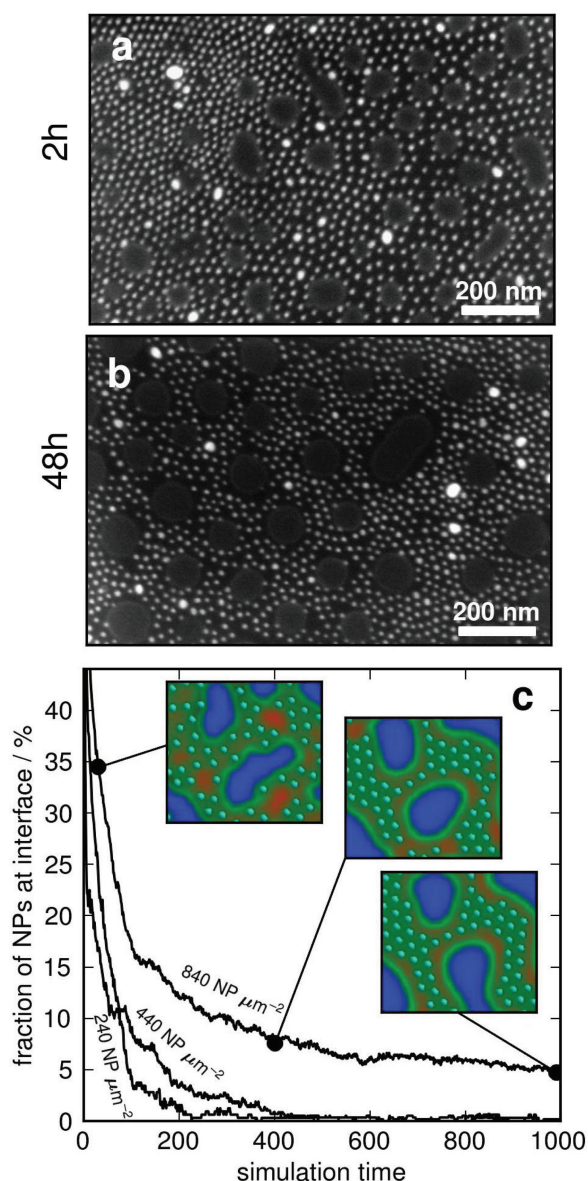 a
2h
200 nm
b
48h
200 nm
c
fraction of NPs at interface / %
40
35
30
25
20
15
10
5
0
840 NP μm⁻²
440 NP μm⁻²
240 NP μm⁻²
0
200
400
600
800
1000
simulation time